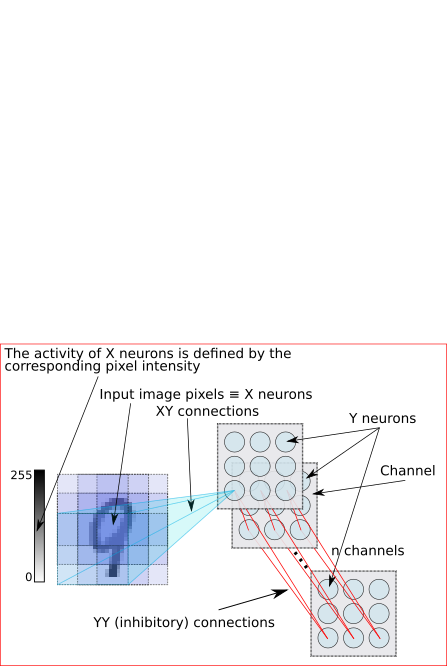 The activity of X neurons is defined by the
corresponding pixel intensity
Input image pixels ≡ X neurons
XY connections
Y neurons
255
Channel
n channels
0
YY (inhibitory) connections